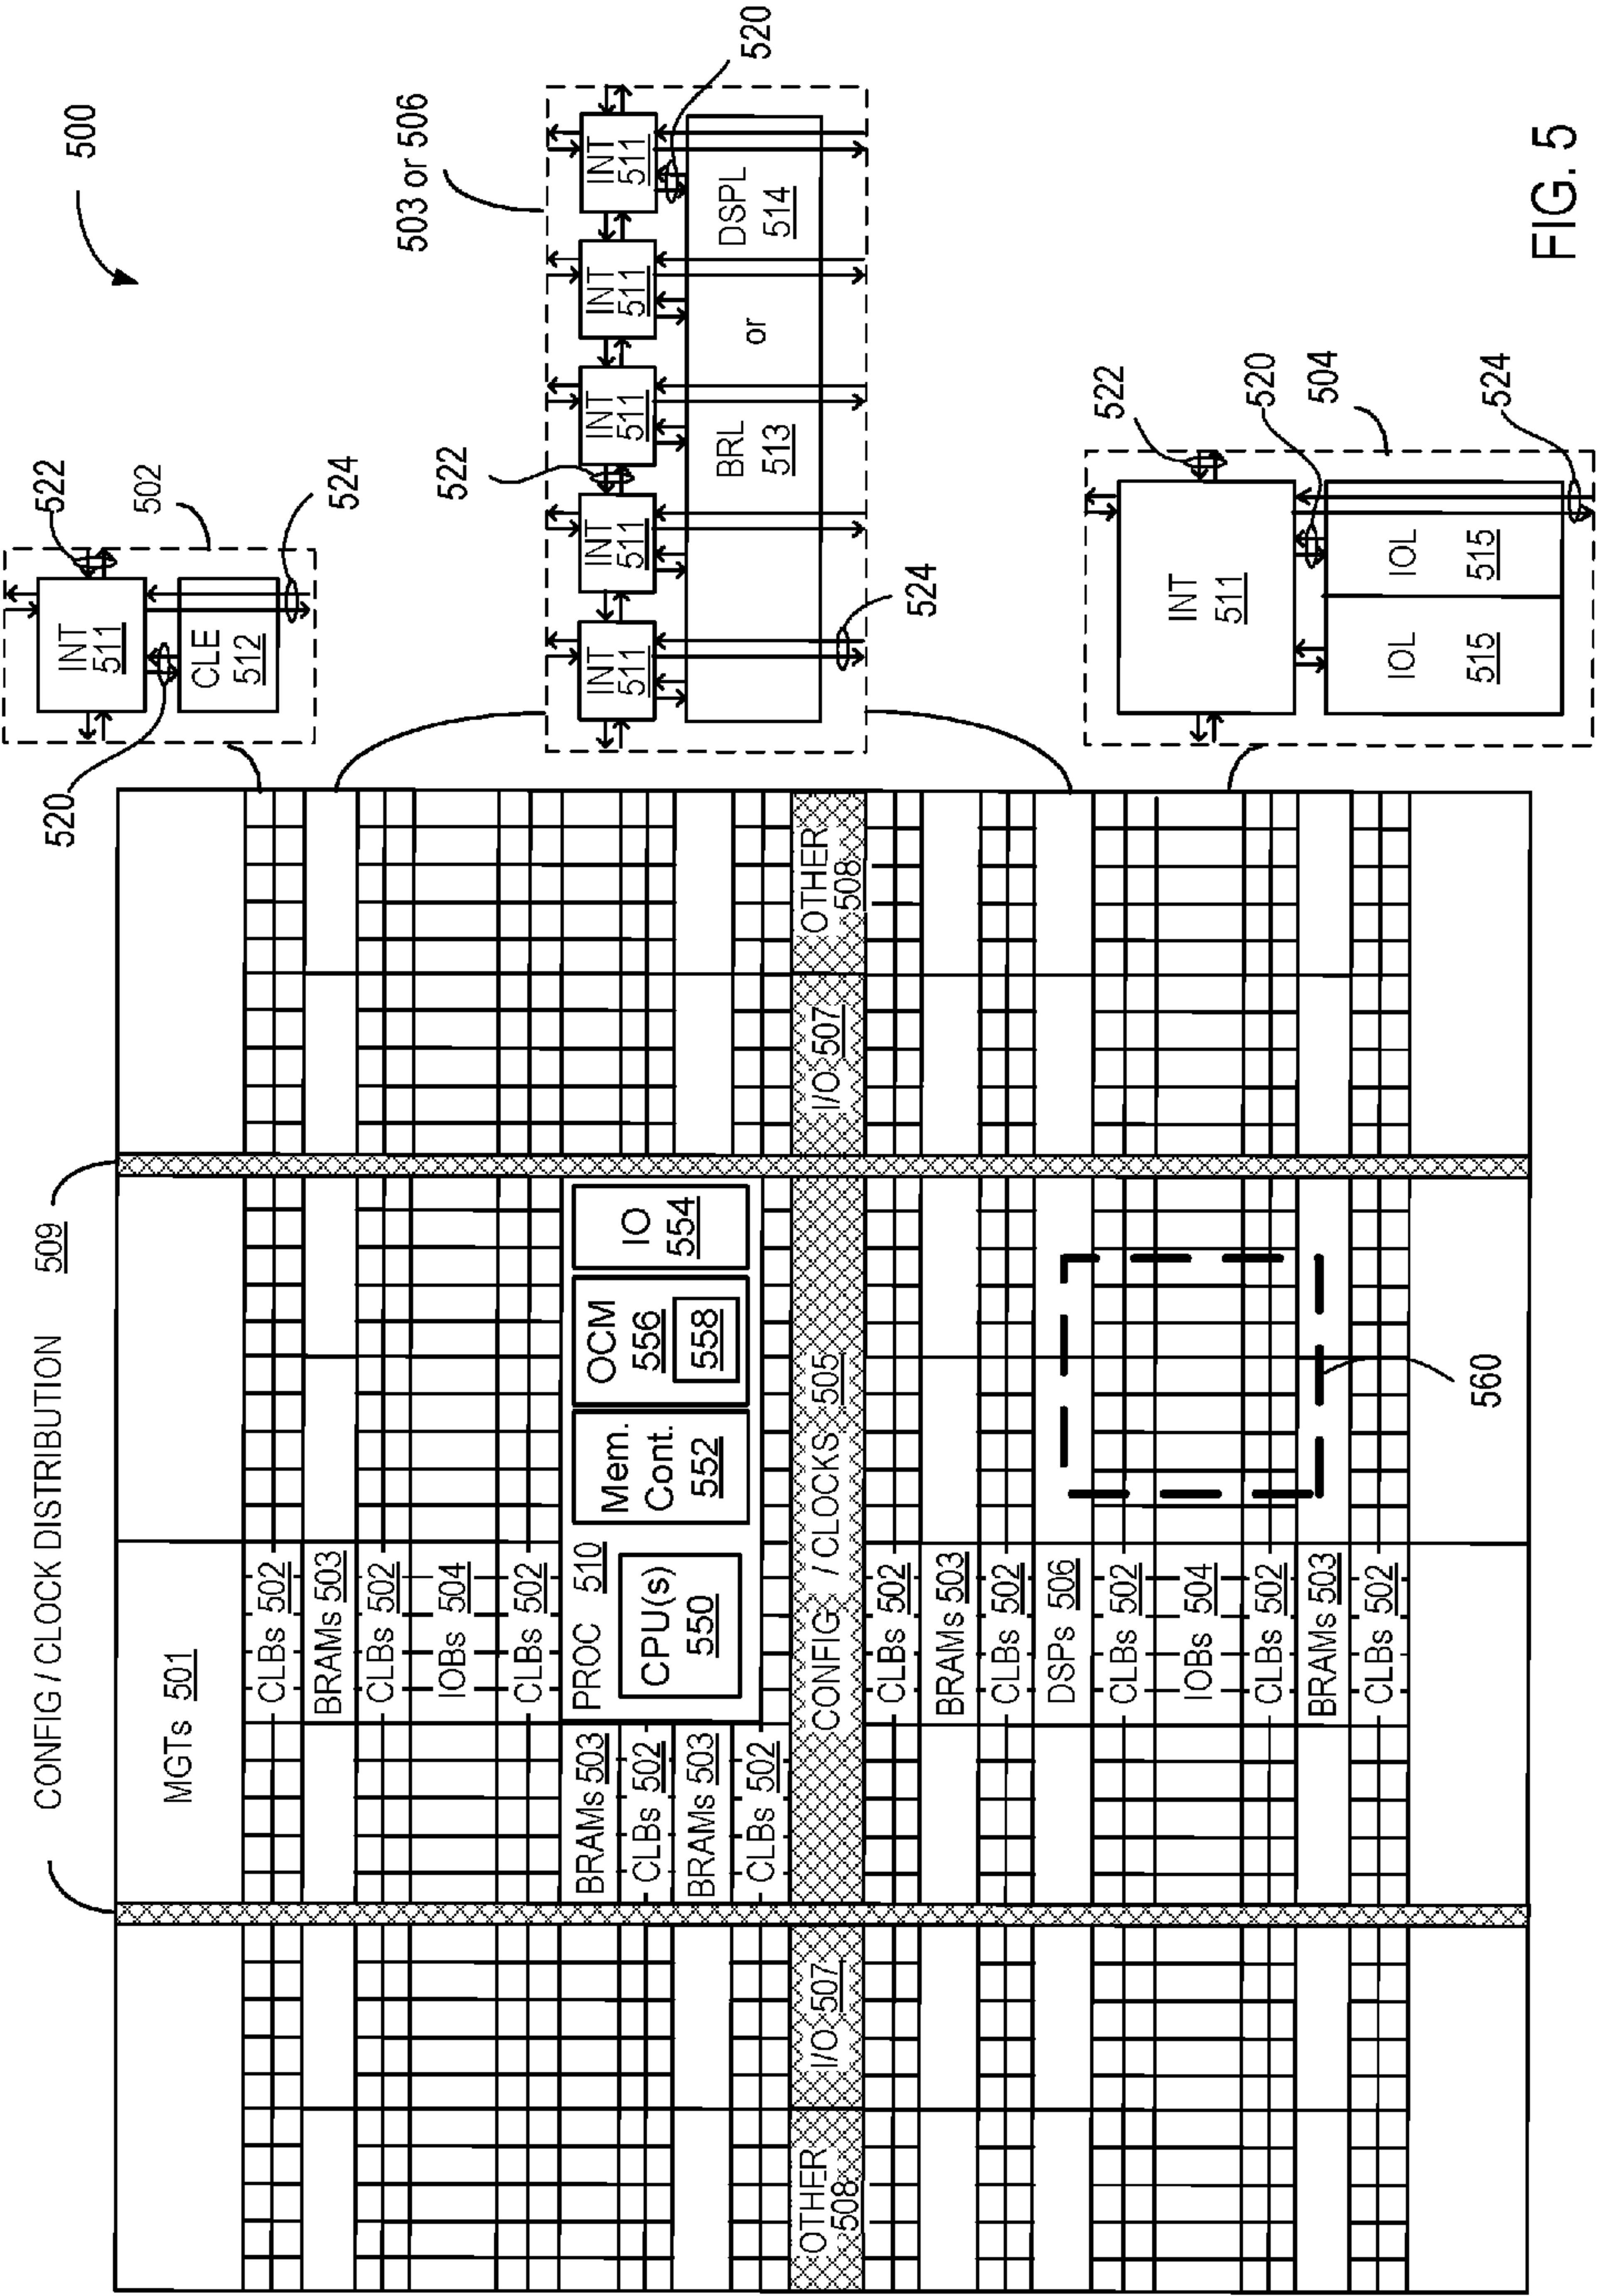 500
CONFIG / CLOCK DISTRIBUTION 509
MGTs 501
CLBs 502
BRAMs 503
CLBs 502
IOBs 504
CLBs 502
BRAMs 503
CLBs 502
BRAMs 503
CLBs 502
PROC 510
CPU(s)
550
Mem.
Cont.
552
OCM
556
558
IO
554
OTHER
508
I/O 507
CONFIG / CLOCKS 505
I/O 507
OTHER
508
CLBs 502
BRAMs 503
CLBs 502
DSPs 506
CLBs 502
IOBs 504
CLBs 502
BRAMs 503
CLBs 502
560
520
INT
511
CLE
512
522
502
524
503 or 506
522
INT
511
INT
511
INT
511
INT
511
INT
511
520
BRL
513
or
DSPL
514
524
INT
511
IOL
515
IOL
515
522
520
504
524
FIG. 5